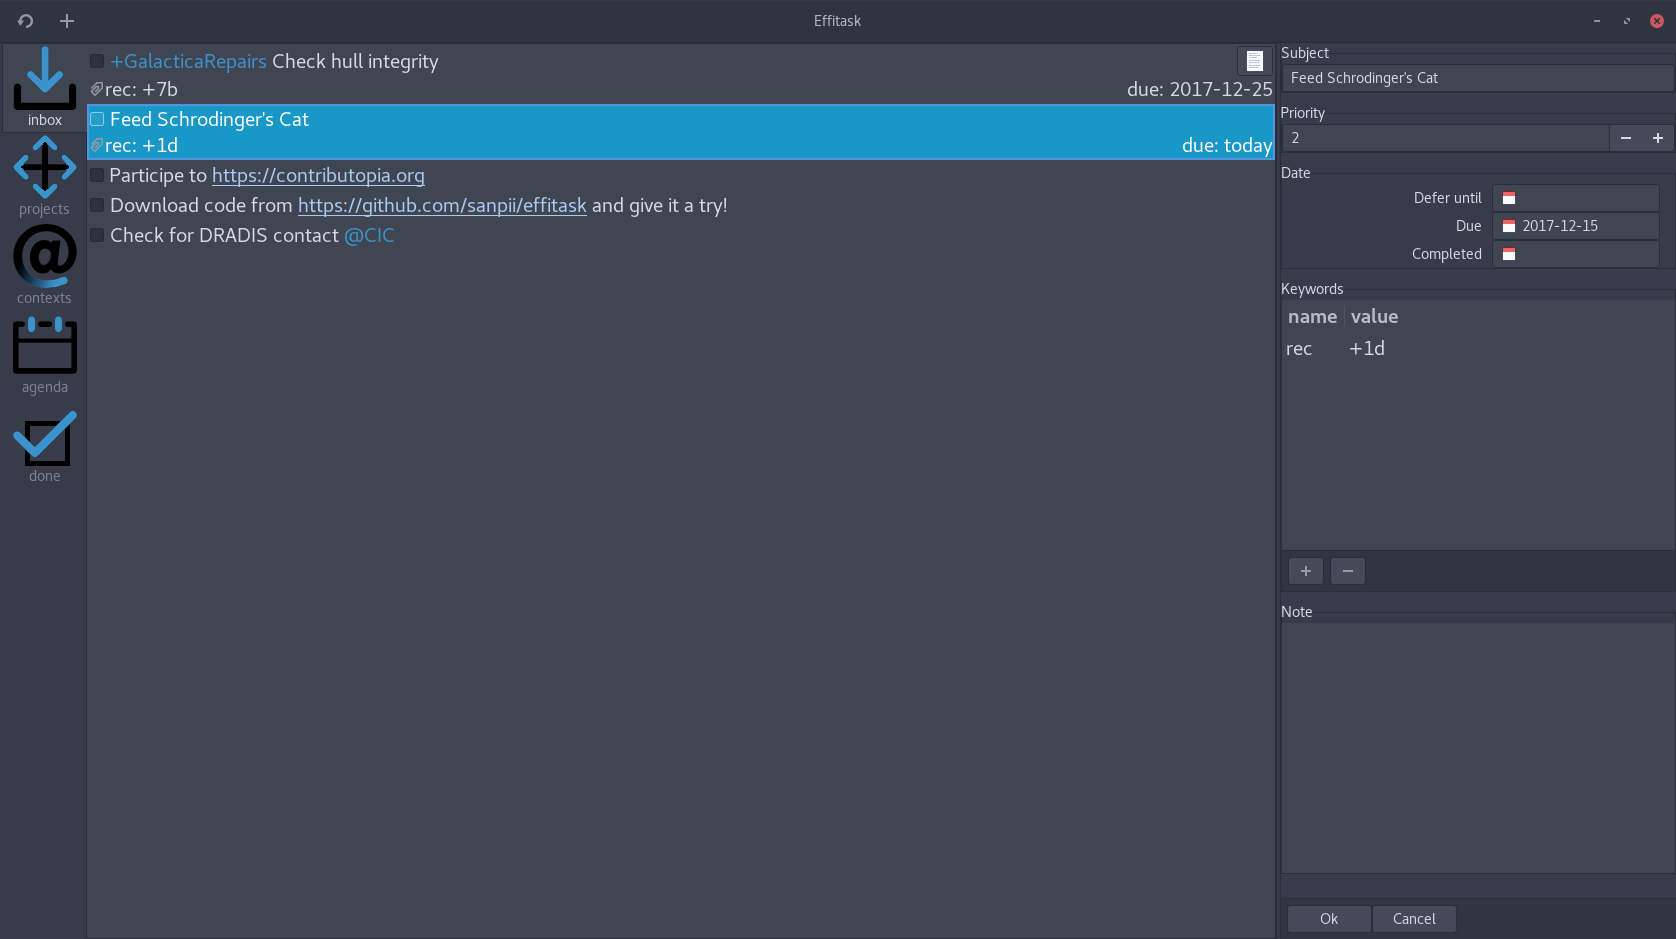 Effitask
inbox
projects
contexts
agenda
done
+GalacticaRepairs Check hull integrity
rec: +7b due: 2017-12-25
Feed Schrodinger's Cat
rec: +1d due: today
Participe to https://contributopia.org
Download code from https://github.com/sanpii/effitask and give it a try!
Check for DRADIS contact @CIC
Subject
Feed Schrodinger's Cat
Priority
2
Date
Defer until
Due 2017-12-15
Completed
Keywords
name value
rec +1d
Note
Ok Cancel